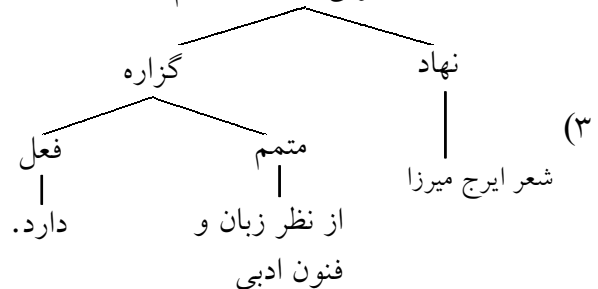 نهاد
گزاره
۳)
شعر ایرج میرزا
متمم
فعل
از نظر زبان و
فنون ادبی
دارد.